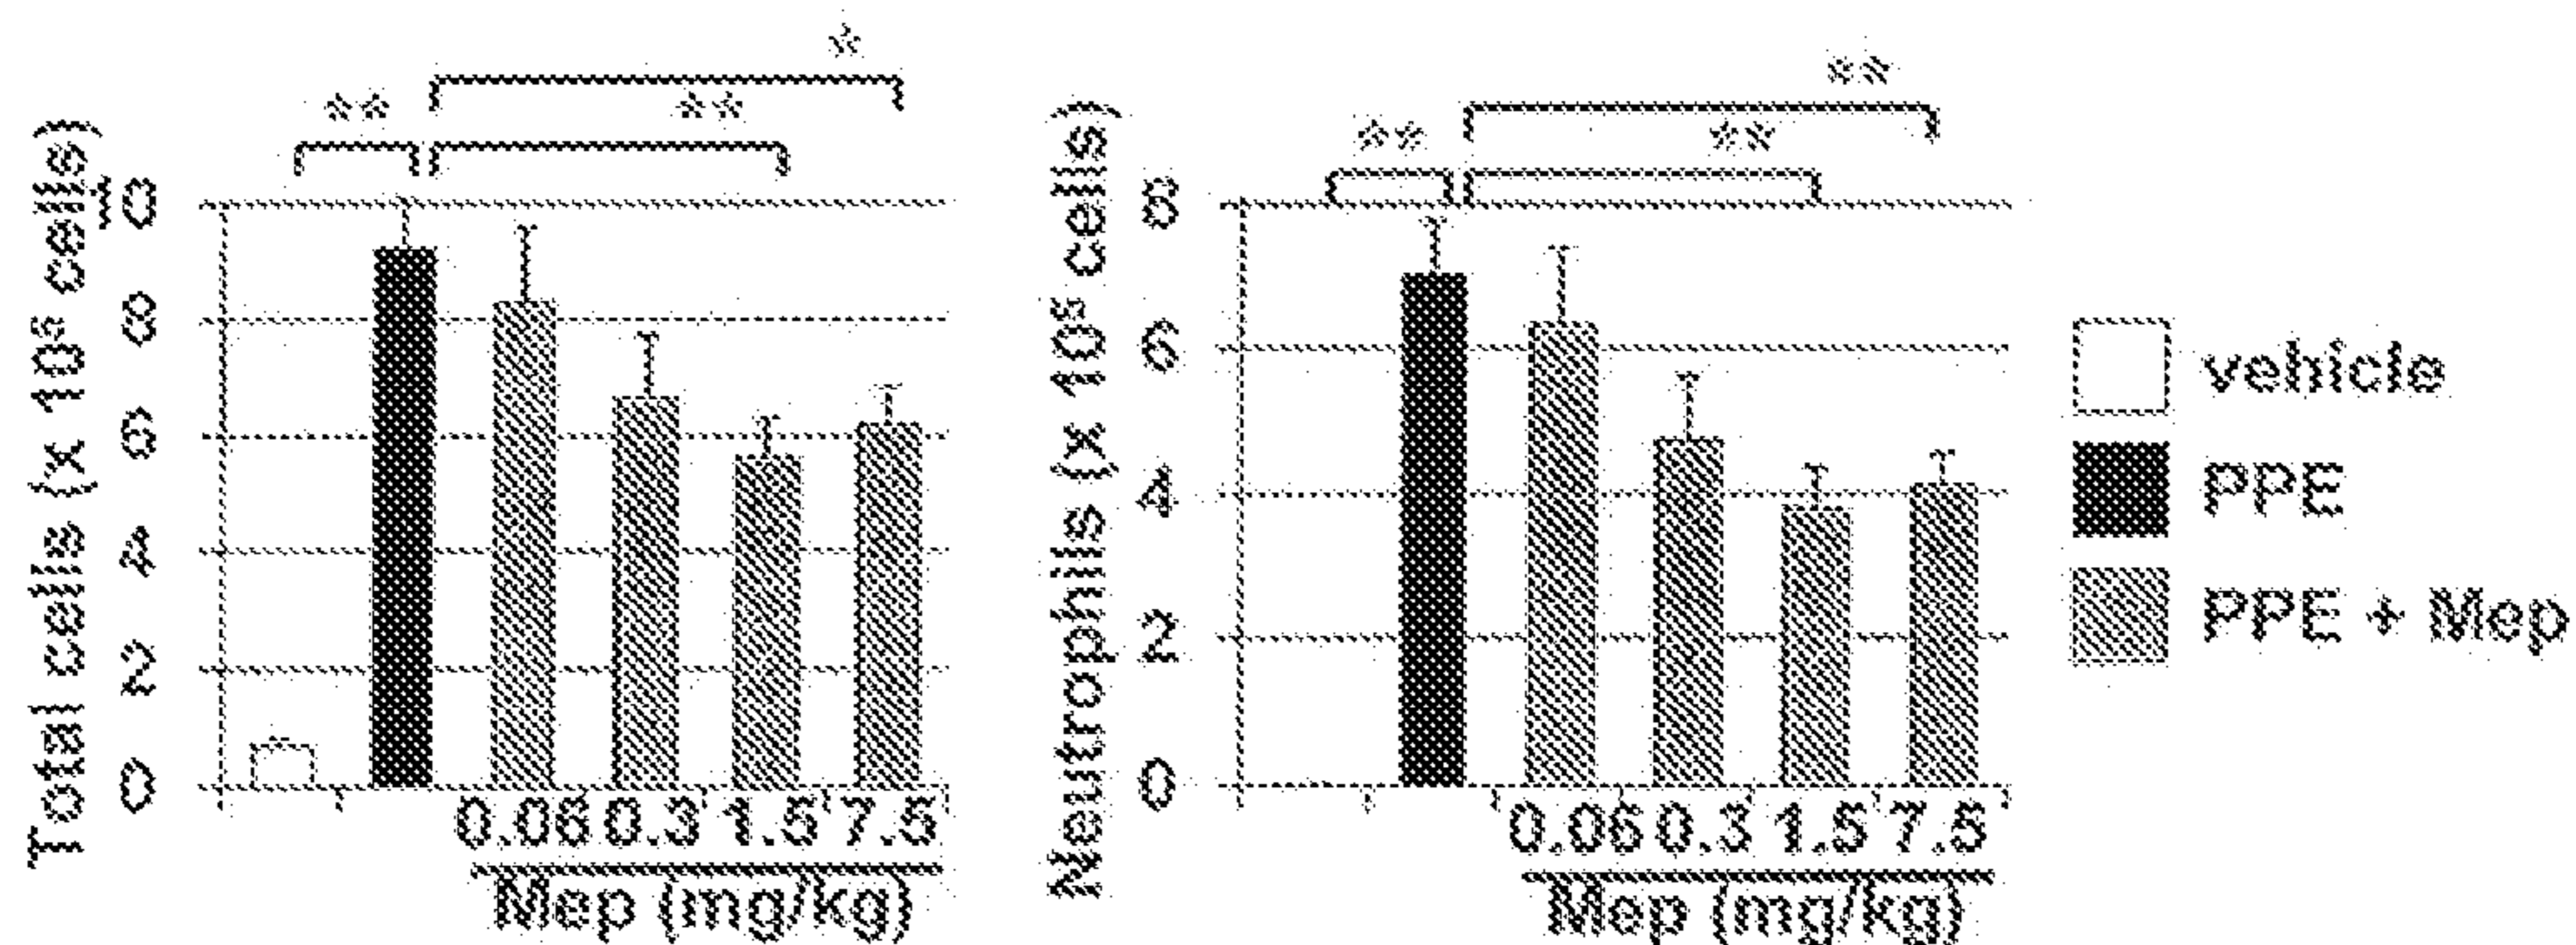 *
**
**
Total cells (x 10⁵ cells)
10
8
6
4
2
0
0.06 0.3 1.5 7.5
Mep (mg/kg)
**
**
**
Neutrophils (x 10⁵ cells)
8
6
4
2
0
0.06 0.3 1.5 7.5
Mep (mg/kg)
vehicle
PPE
PPE + Mep